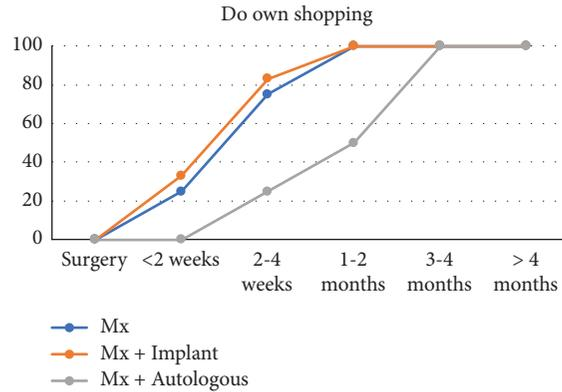 Do own shopping
100
80
60
40
20
0
Surgery <2 weeks 2-4 weeks 1-2 months 3-4 months > 4 months
Mx
Mx + Implant
Mx + Autologous